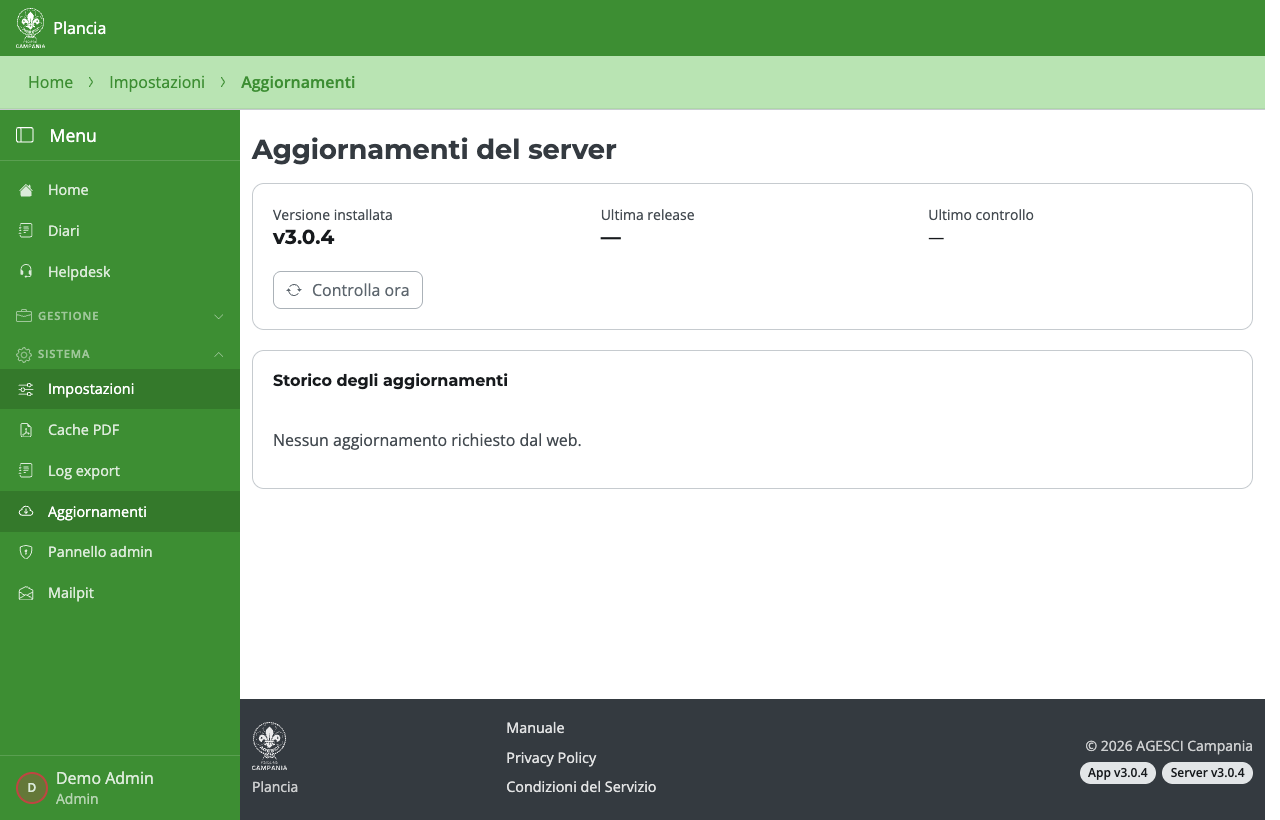 CAMPANIA
Plancia
Home
Impostazioni
Aggiornamenti
Menu
Home
Diari
Helpdesk
GESTIONE
SISTEMA
Impostazioni
Cache PDF
Log export
Aggiornamenti
Pannello admin
Mailpit
D
Demo Admin
Admin
Aggiornamenti del server
Versione installata
v3.0.4
Ultima release
—
Ultimo controllo
—
Controlla ora
Storico degli aggiornamenti
Nessun aggiornamento richiesto dal web.
CAMPANIA
Plancia
Manuale
Privacy Policy
Condizioni del Servizio
© 2026 AGESCI Campania
App v3.0.4
Server v3.0.4